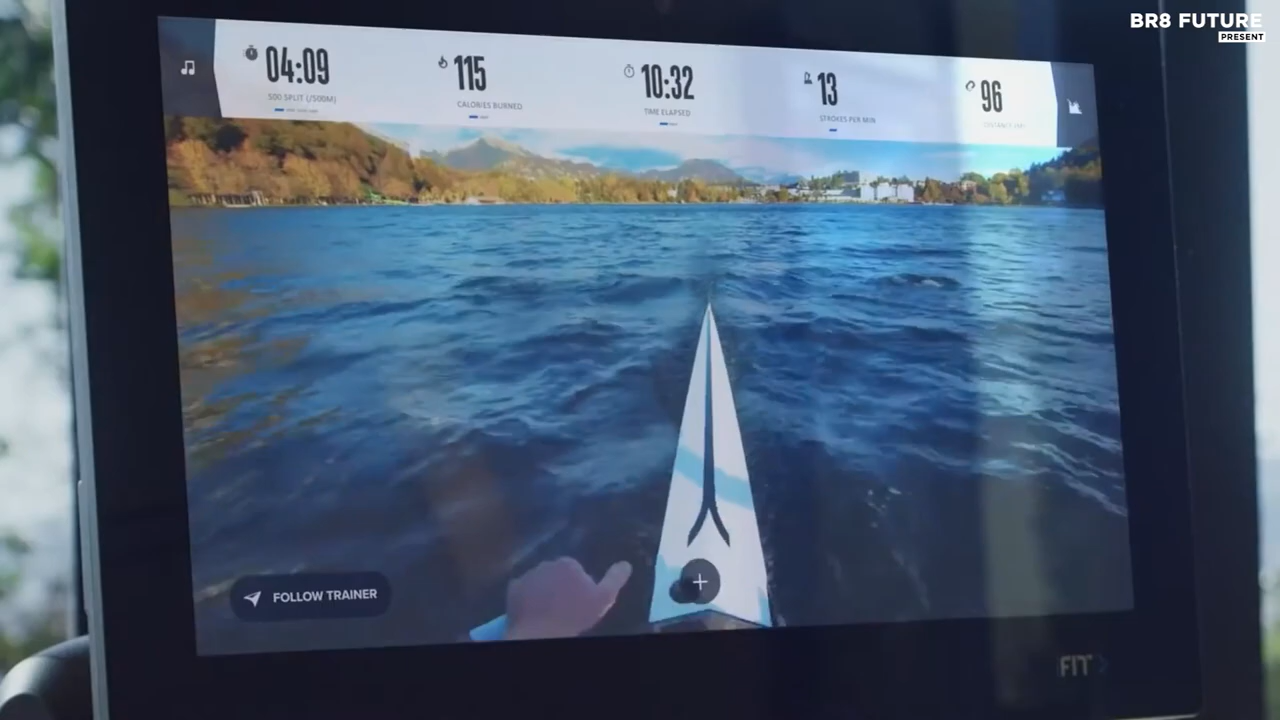 BR8 FUTURE
PRESENT
04:09
500 SPLIT (/500M)
115
CALORIES BURNED
10:32
TIME ELAPSED
13
STROKES PER MIN
96
FOLLOW TRAINER
FIT